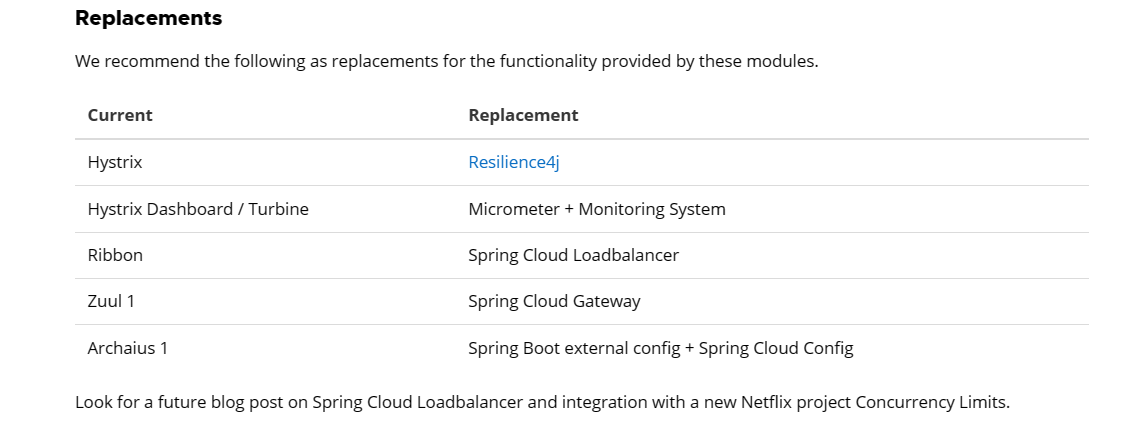 Replacements
We recommend the following as replacements for the functionality provided by these modules.
Current Replacement
Hystrix Resilience4j
Hystrix Dashboard / Turbine Micrometer + Monitoring System
Ribbon Spring Cloud Loadbalancer
Zuul 1 Spring Cloud Gateway
Archaius 1 Spring Boot external config + Spring Cloud Config
Look for a future blog post on Spring Cloud Loadbalancer and integration with a new Netflix project Concurrency Limits.